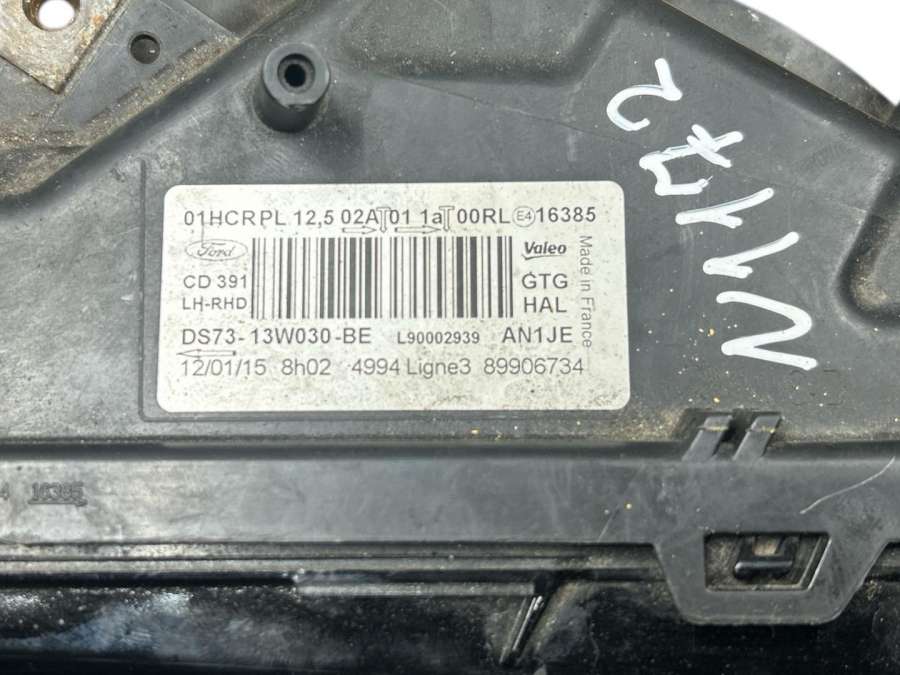 01HCRPL 12,5 02A 01 1a 00RL E4 16385
Ford
Valeo
Made in France
CD 391
GTG
LH-RHD
HAL
DS73-13W030-BE L90002939 AN1JE
12/01/15 8h02 4994 Ligne3 89906734
4 16385